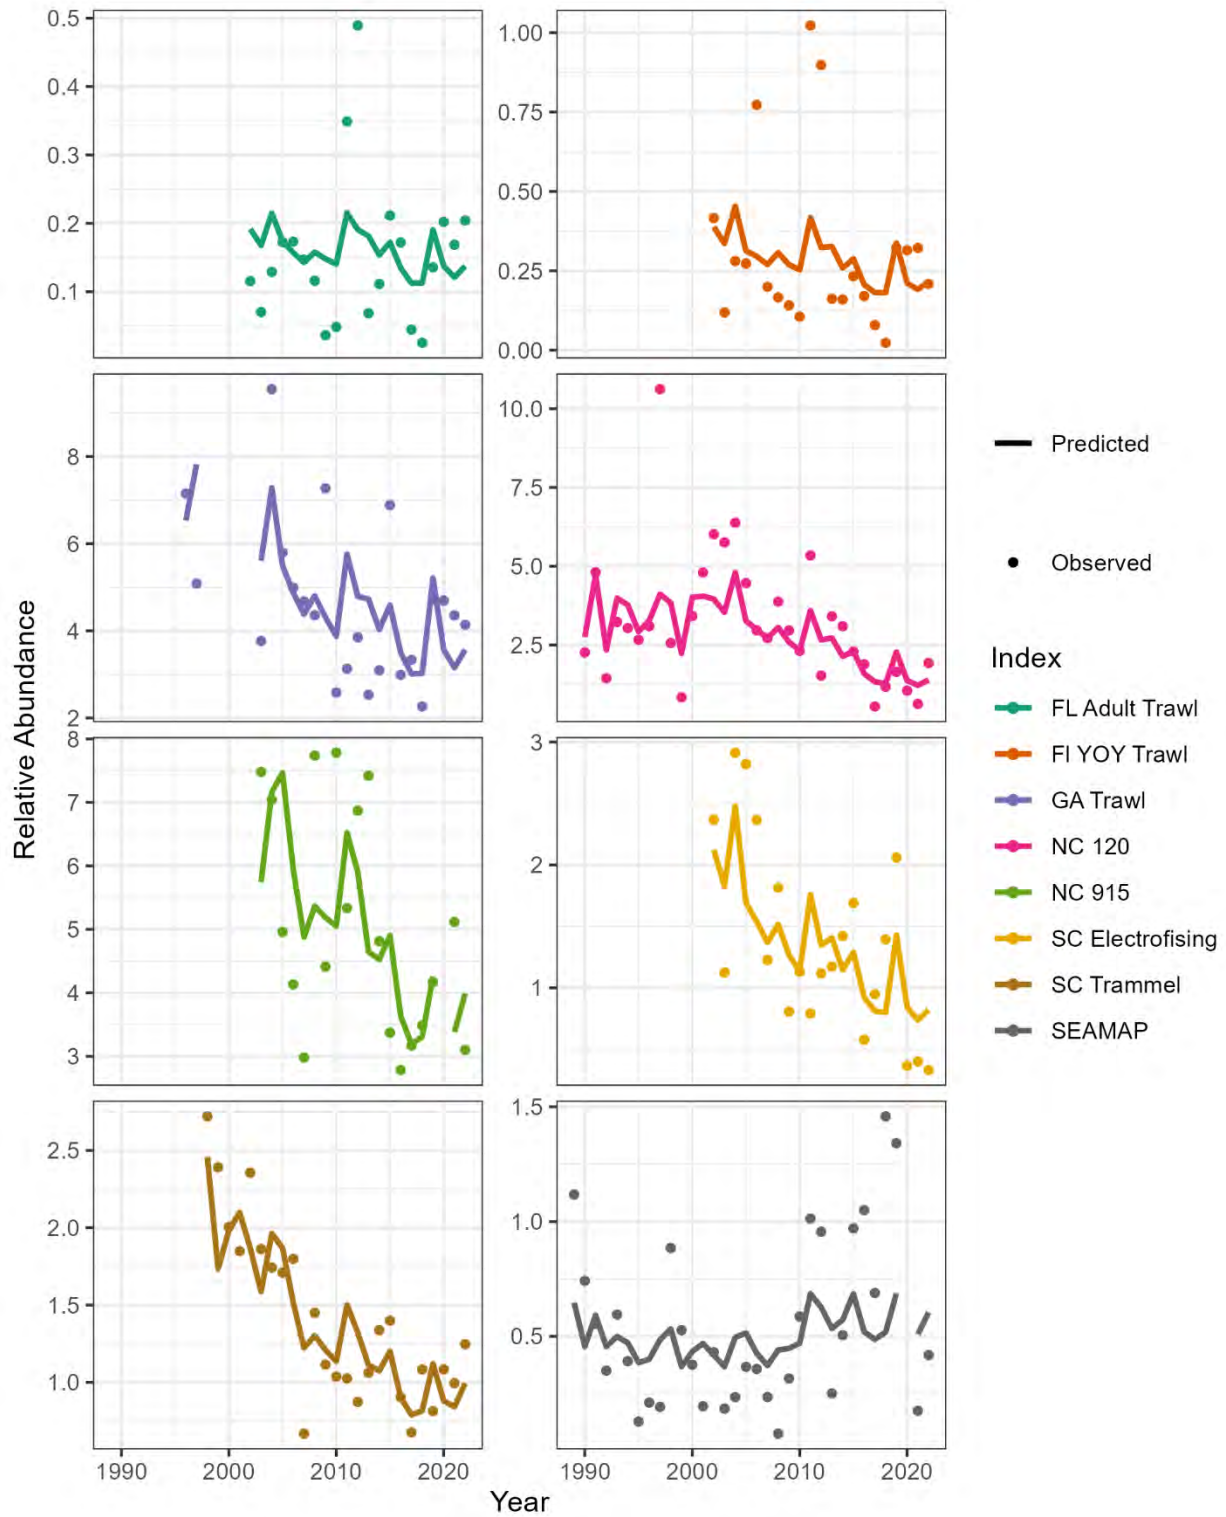 0.5
0.4
0.3
0.2
0.1
1.00
0.75
0.50
0.25
0.00
8
6
4
2
10.0
7.5
5.0
2.5
8
7
6
5
4
3
3
2
1
2.5
2.0
1.5
1.0
1.5
1.0
0.5
1990 2000 2010 2020
1990 2000 2010 2020
Relative Abundance
Year
Predicted
Observed
Index
FL Adult Trawl
Fl YOY Trawl
GA Trawl
NC 120
NC 915
SC Electrofising
SC Trammel
SEAMAP